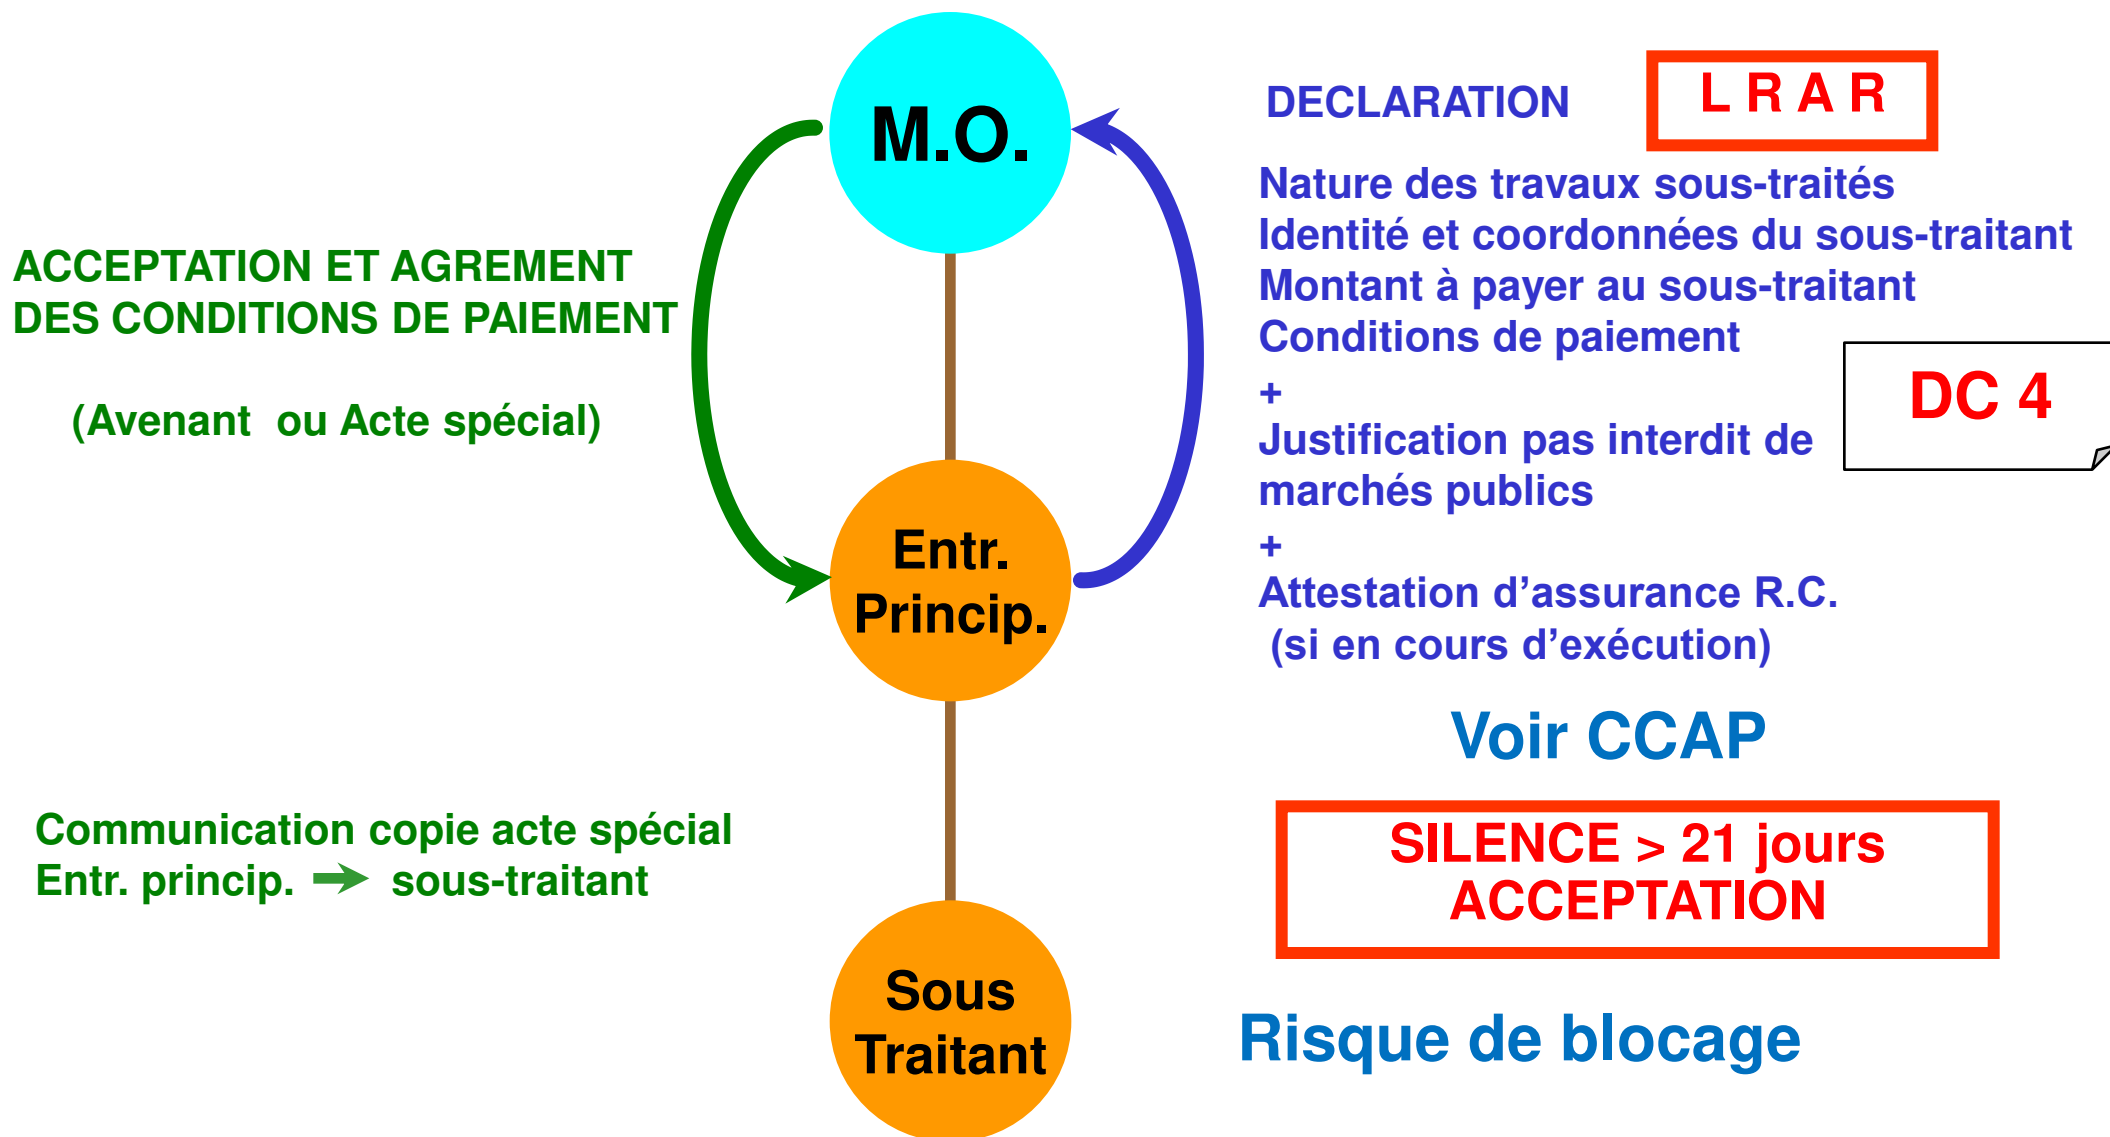 M.O.
DECLARATION
L R A R
Nature des travaux sous-traités
Identité et coordonnées du sous-traitant
Montant à payer au sous-traitant
Conditions de paiement
+
Justification pas interdit de
marchés publics
+
Attestation d’assurance R.C.
(si en cours d’exécution)
DC 4
ACCEPTATION ET AGREMENT
DES CONDITIONS DE PAIEMENT
(Avenant ou Acte spécial)
Entr.
Princip.
Voir CCAP
SILENCE > 21 jours
ACCEPTATION
Communication copie acte spécial
Entr. princip. → sous-traitant
Sous
Traitant
Risque de blocage